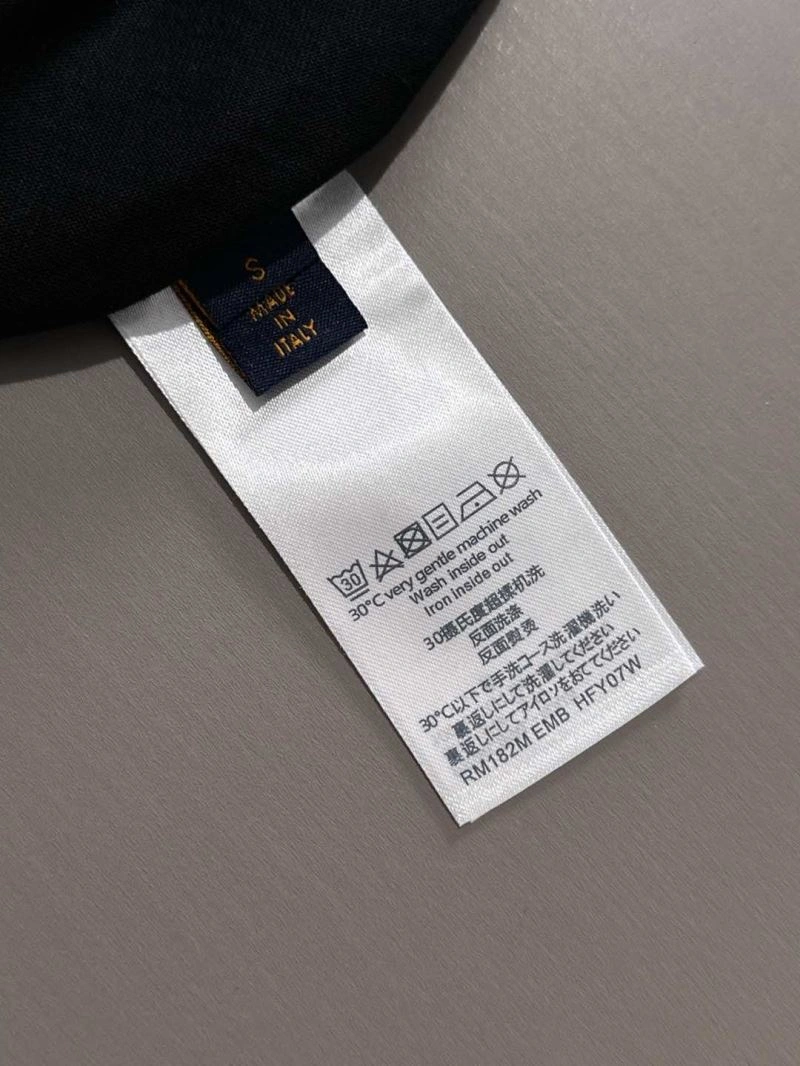 S
MADE
IN
ITALY
30
30°C very gentle machine wash
Wash inside out
Iron inside out
30摄氏度超揉机洗
反面洗涤
反面熨烫
30℃以下で手洗コース洗濯機洗い
裏返しにして洗濯してください
裏返しにしてアイロンをおてください
RM182M EMB HFY07W